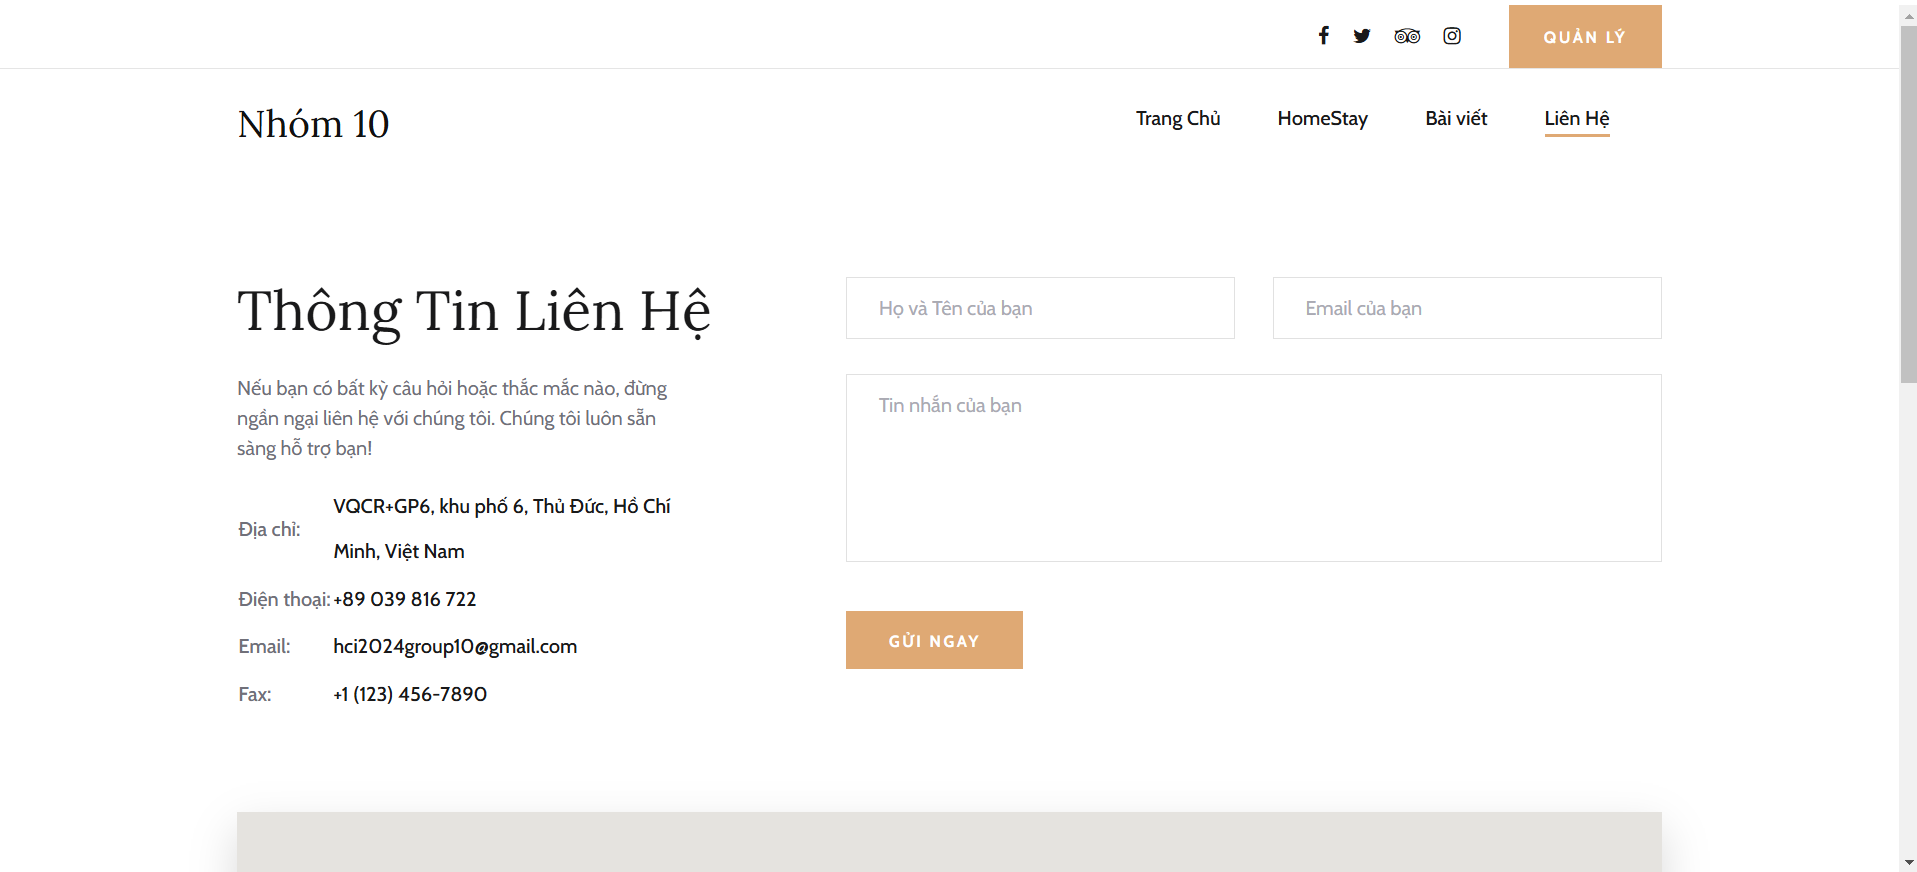 QUẢN LÝ
Nhóm 10
Trang Chủ
HomeStay
Bài viết
Liên Hệ
Thông Tin Liên Hệ
Nếu bạn có bất kỳ câu hỏi hoặc thắc mắc nào, đừng
ngần ngại liên hệ với chúng tôi. Chúng tôi luôn sẵn
sàng hỗ trợ bạn!
Địa chỉ:
VQCR+GP6, khu phố 6, Thủ Đức, Hồ Chí
Minh, Việt Nam
Điện thoại: +89 039 816 722
Email: hci2024group10@gmail.com
Fax: +1 (123) 456-7890
Họ và Tên của bạn
Email của bạn
Tin nhắn của bạn
GỬI NGAY